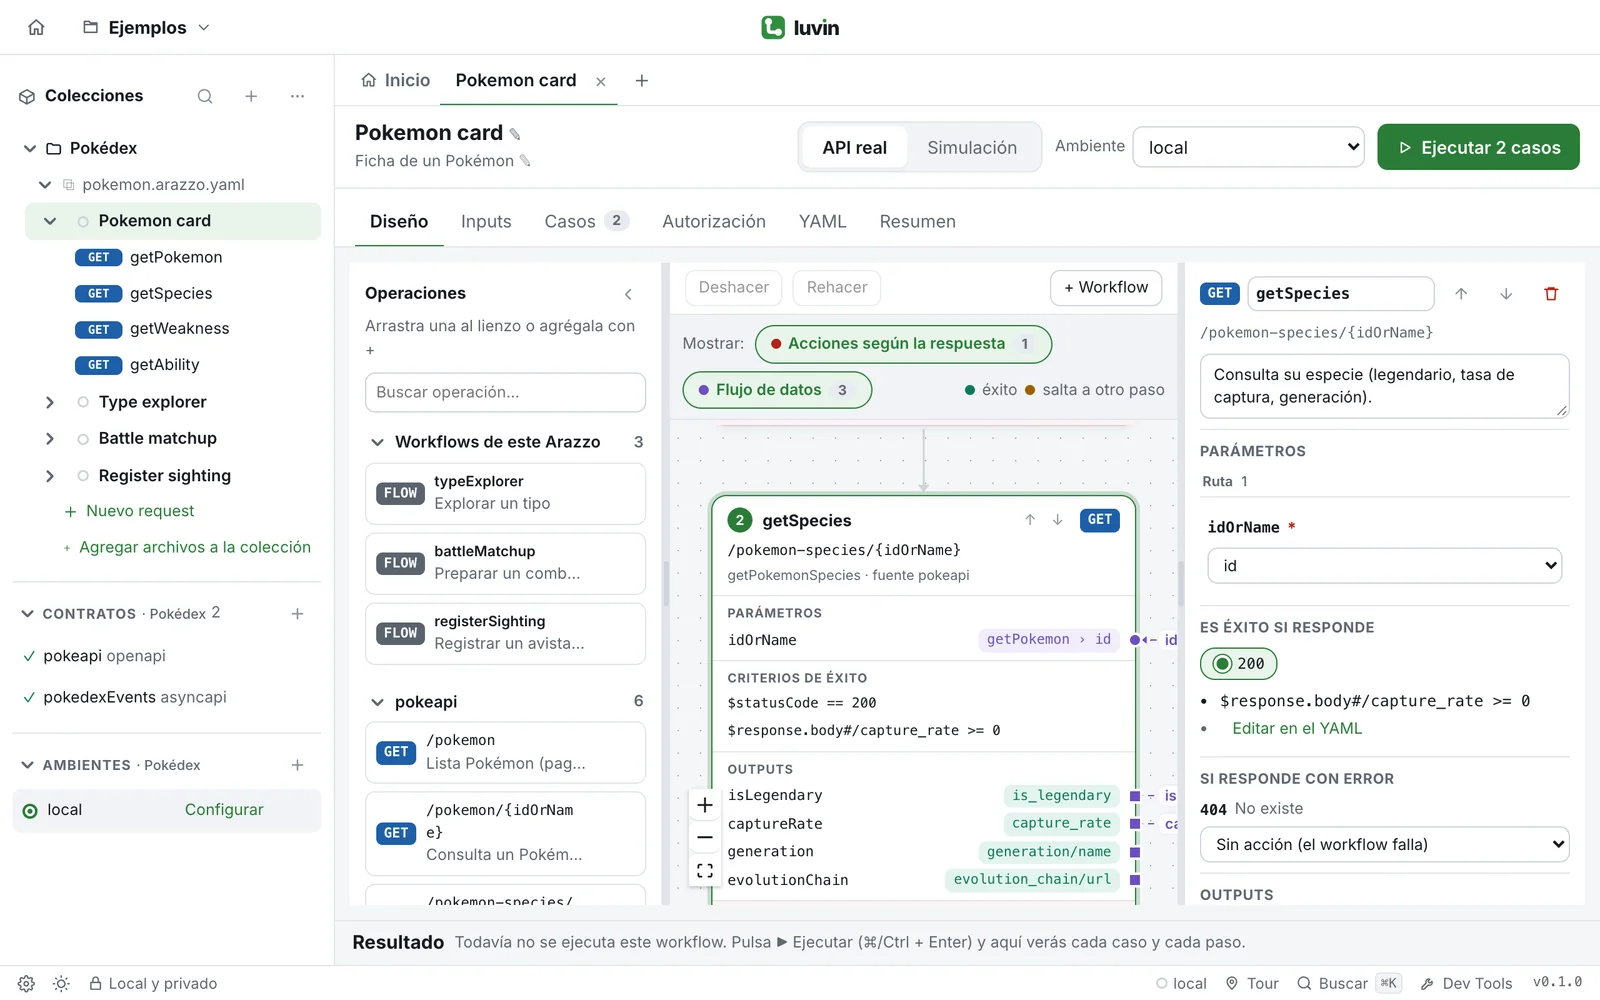 Ejemplos
luvin
Colecciones
Pokédex
pokemon.arazzo.yaml
Pokemon card
GET getPokemon
GET getSpecies
GET getWeakness
GET getAbility
Type explorer
Battle matchup
Register sighting
+ Nuevo request
+ Agregar archivos a la colección
CONTRATOS · Pokédex 2
pokeapi openapi
pokedexEvents asyncapi
AMBIENTES · Pokédex
local Configurar
Inicio
Pokemon card
Pokemon card
Ficha de un Pokémon
API real
Simulación
Ambiente
local
Ejecutar 2 casos
Diseño
Inputs
Casos 2
Autorización
YAML
Resumen
Operaciones
Arrastra una al lienzo o agrégala con
+
Buscar operación...
Workflows de este Arazzo 3
FLOW typeExplorer
Explorar un tipo
FLOW battleMatchup
Preparar un comb...
FLOW registerSighting
Registrar un avista...
pokeapi 6
GET /pokemon
Lista Pokémon (pag...
GET /pokemon/{idOrNam
e}
Consulta un Pokém...
/pokemon-species/
Deshacer
Rehacer
+ Workflow
Mostrar:
Acciones según la respuesta 1
Flujo de datos 3
éxito
salta a otro paso
2 getSpecies GET
/pokemon-species/{idOrName}
getPokemonSpecies · fuente pokeapi
PARÁMETROS
idOrName getPokemon › id id
CRITERIOS DE ÉXITO
$statusCode == 200
$response.body#/capture_rate >= 0
OUTPUTS
isLegendary is_legendary is
captureRate capture_rate ca
generation generation/name
evolutionChain evolution_chain/url
GET getSpecies
/pokemon-species/{idOrName}
Consulta su especie (legendario, tasa de
captura, generación).
PARÁMETROS
Ruta 1
idOrName *
id
ES ÉXITO SI RESPONDE
200
• $response.body#/capture_rate >= 0
• Editar en el YAML
SI RESPONDE CON ERROR
404 No existe
Sin acción (el workflow falla)
OUTPUTS
Resultado Todavía no se ejecuta este workflow. Pulsa ▶ Ejecutar (⌘/Ctrl + Enter) y aquí verás cada caso y cada paso.
Local y privado
local
Tour
Buscar ⌘K
Dev Tools
v0.1.0